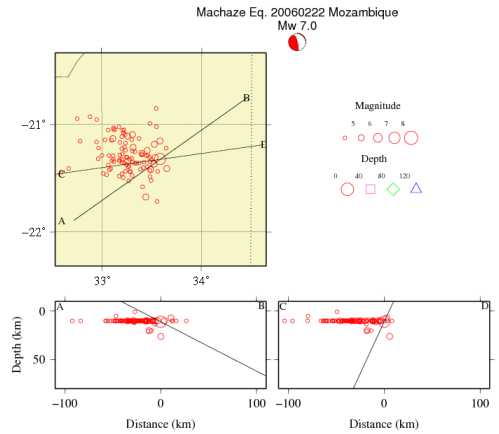 Machaze Eq. 20060222 Mozambique
Mw 7.0
−21°
−22°
33° 34°
A
B
C
D
Magnitude
5 6 7 8
Depth
0 40 80 120
A B
C D
0
50
Depth (km)
−100 0 100
−100 0 100
Distance (km) Distance (km)